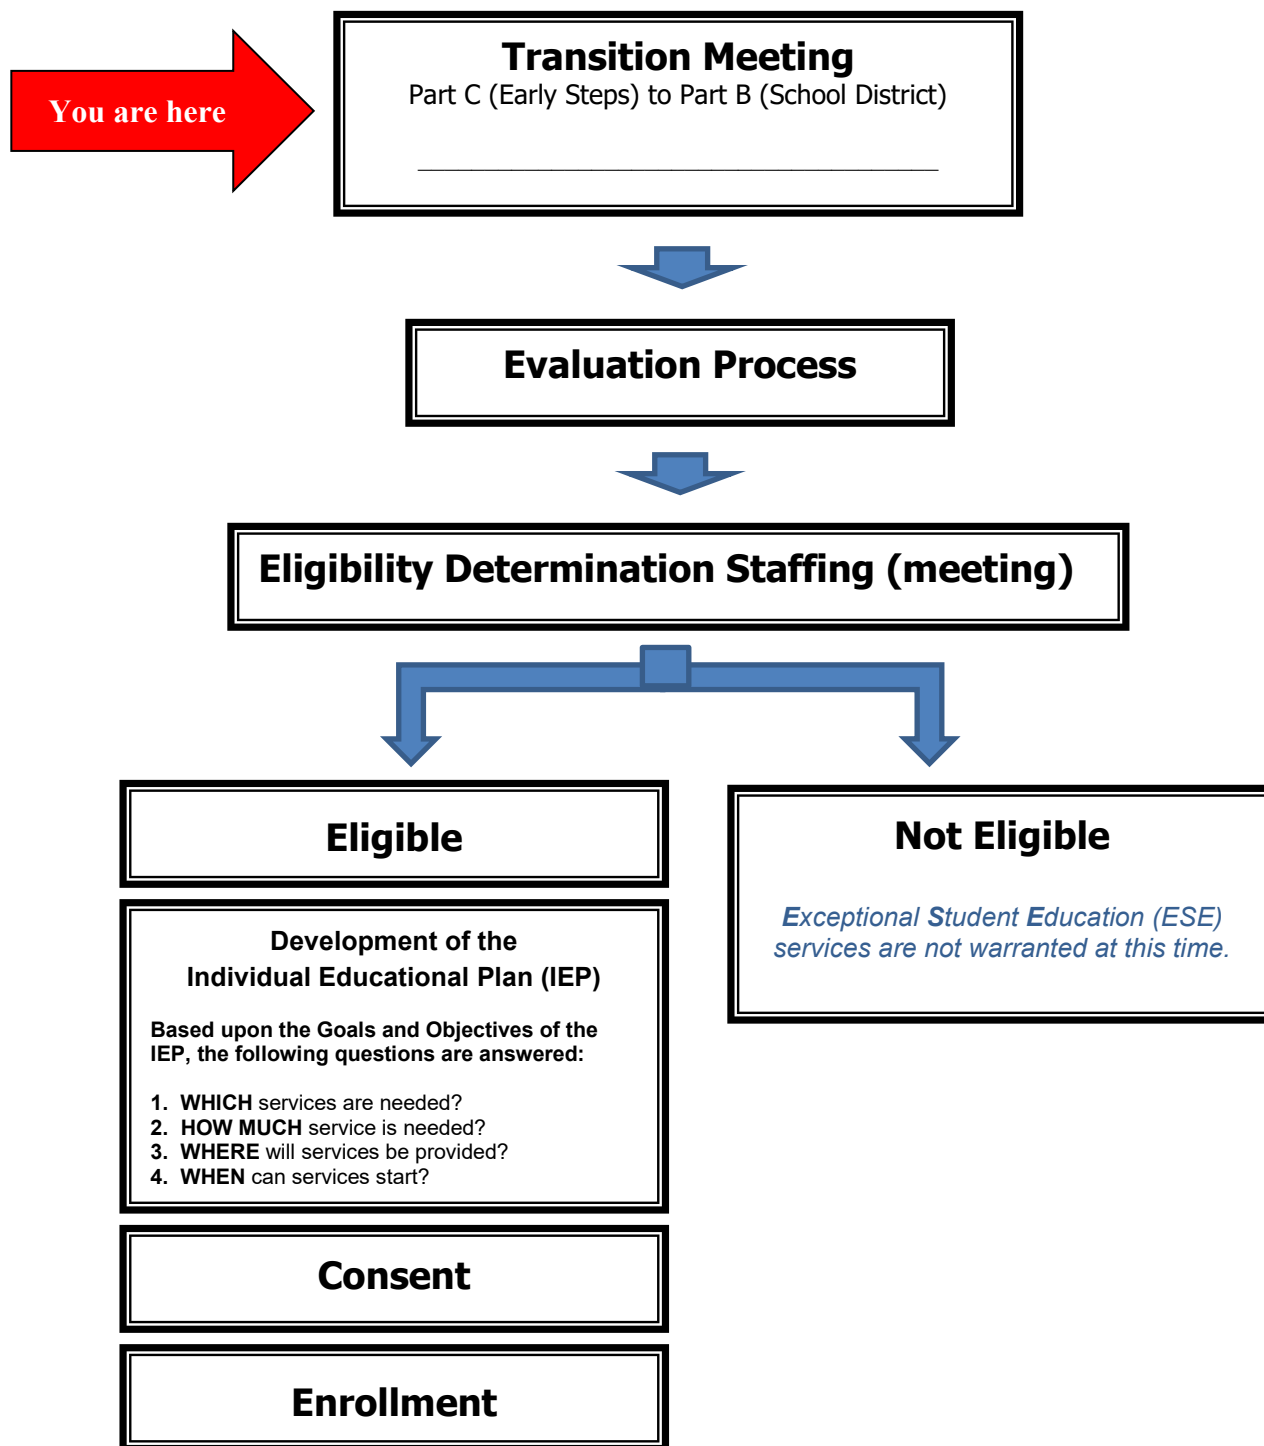 You are here
Transition Meeting
Part C (Early Steps) to Part B (School District)
Evaluation Process
Eligibility Determination Staffing (meeting)
Eligible
Development of the
Individual Educational Plan (IEP)
Based upon the Goals and Objectives of the
IEP, the following questions are answered:
1. WHICH services are needed?
2. HOW MUCH service is needed?
3. WHERE will services be provided?
4. WHEN can services start?
Consent
Enrollment
Not Eligible
Exceptional Student Education (ESE)
services are not warranted at this time.